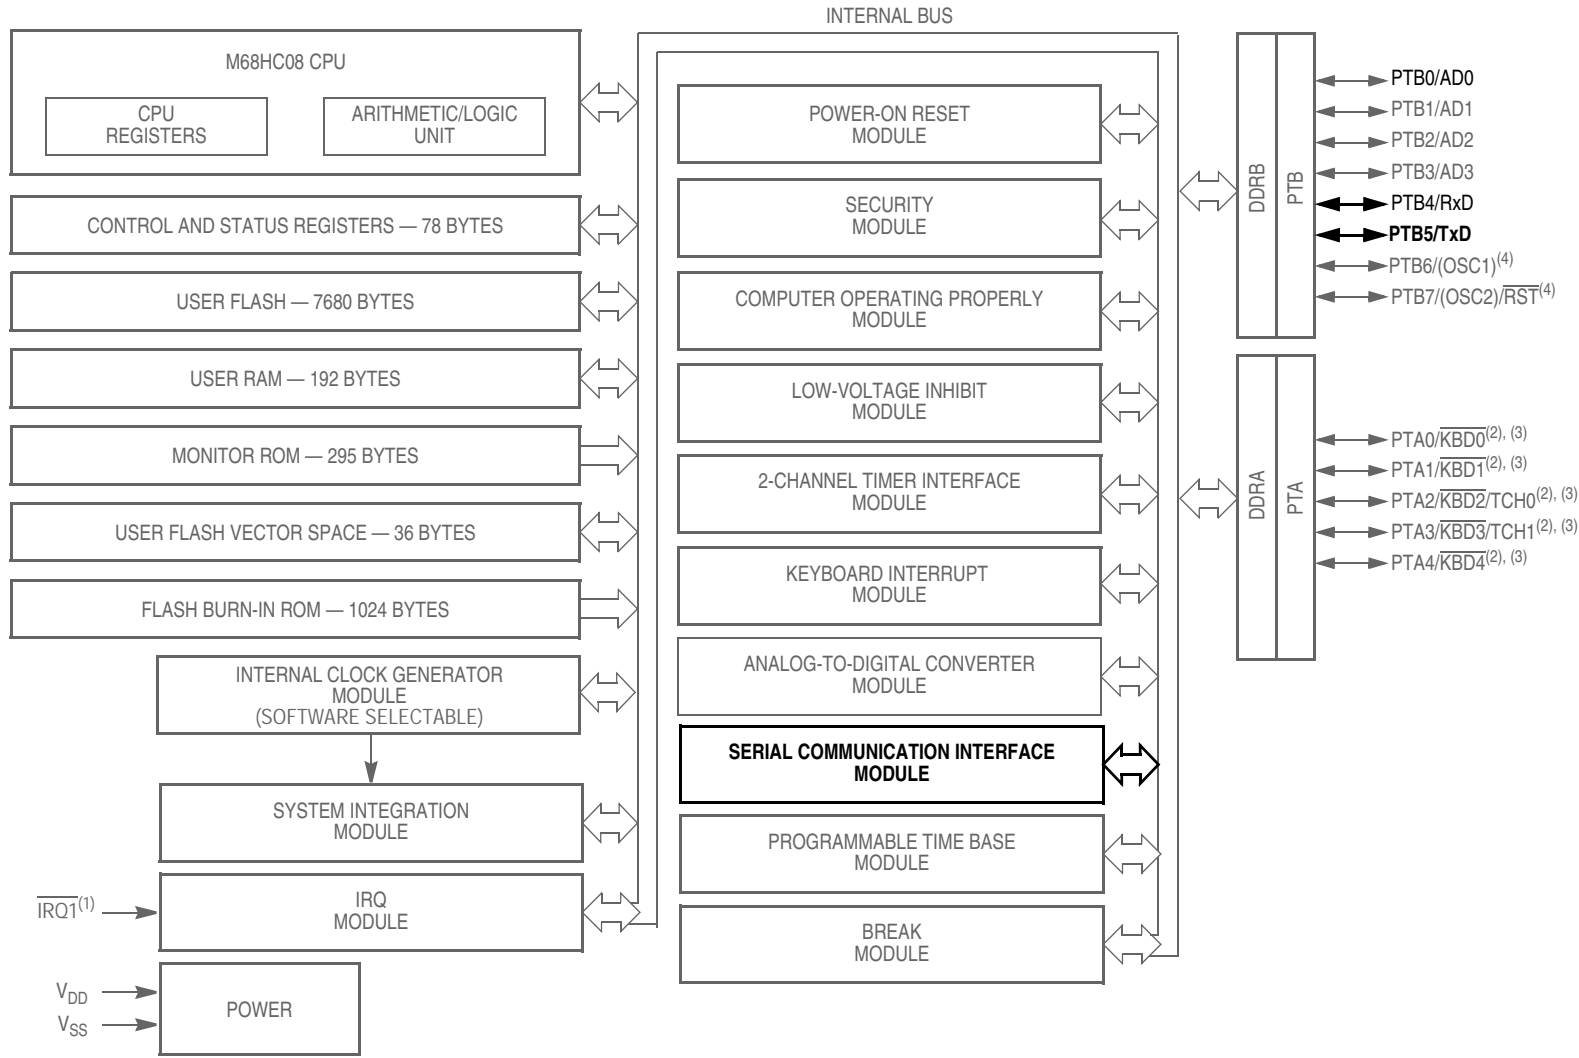 INTERNAL BUS
M68HC08 CPU
CPU
REGISTERS
ARITHMETIC/LOGIC
UNIT
CONTROL AND STATUS REGISTERS — 78 BYTES
USER FLASH — 7680 BYTES
USER RAM — 192 BYTES
MONITOR ROM — 295 BYTES
USER FLASH VECTOR SPACE — 36 BYTES
FLASH BURN-IN ROM — 1024 BYTES
INTERNAL CLOCK GENERATOR
MODULE
(SOFTWARE SELECTABLE)
SYSTEM INTEGRATION
MODULE
IRQ1(1)
IRQ
MODULE
VDD
VSS
POWER
POWER-ON RESET
MODULE
SECURITY
MODULE
COMPUTER OPERATING PROPERLY
MODULE
LOW-VOLTAGE INHIBIT
MODULE
2-CHANNEL TIMER INTERFACE
MODULE
KEYBOARD INTERRUPT
MODULE
ANALOG-TO-DIGITAL CONVERTER
MODULE
SERIAL COMMUNICATION INTERFACE
MODULE
PROGRAMMABLE TIME BASE
MODULE
BREAK
MODULE
DDRB
PTB
PTB0/AD0
PTB1/AD1
PTB2/AD2
PTB3/AD3
PTB4/RxD
PTB5/TxD
PTB6/(OSC1)(4)
PTB7/(OSC2)/RST(4)
DDRA
PTA
PTA0/KBD0(2), (3)
PTA1/KBD1(2), (3)
PTA2/KBD2/TCH0(2), (3)
PTA3/KBD3/TCH1(2), (3)
PTA4/KBD4(2), (3)